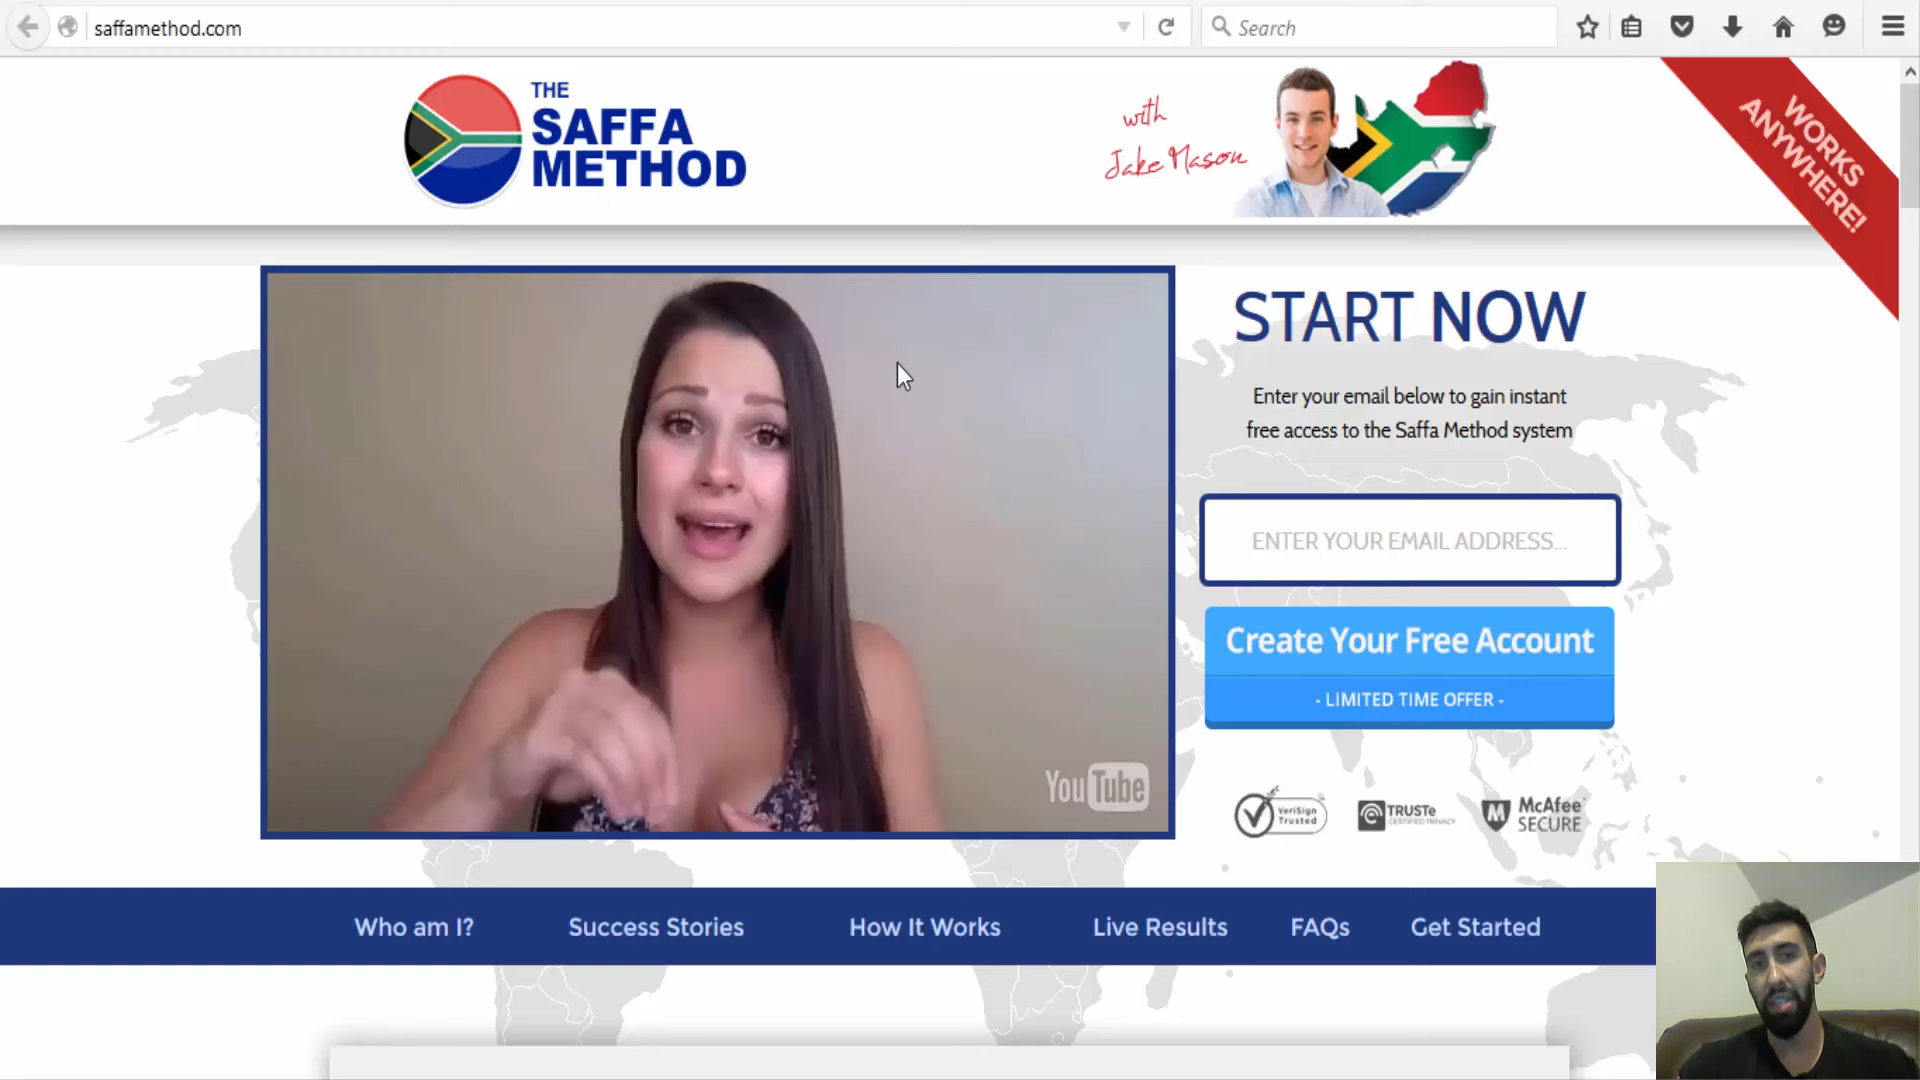 saffamethod.com
Search
THE
SAFFA
METHOD
with
Jake Mason
WORKS
ANYWHERE!
START NOW
Enter your email below to gain instant
free access to the Saffa Method system
ENTER YOUR EMAIL ADDRESS...
Create Your Free Account
- LIMITED TIME OFFER -
YouTube
VeriSign
Trusted
TRUSTe
CERTIFIED PRIVACY
McAfee
SECURE
Who am I?
Success Stories
How It Works
Live Results
FAQs
Get Started